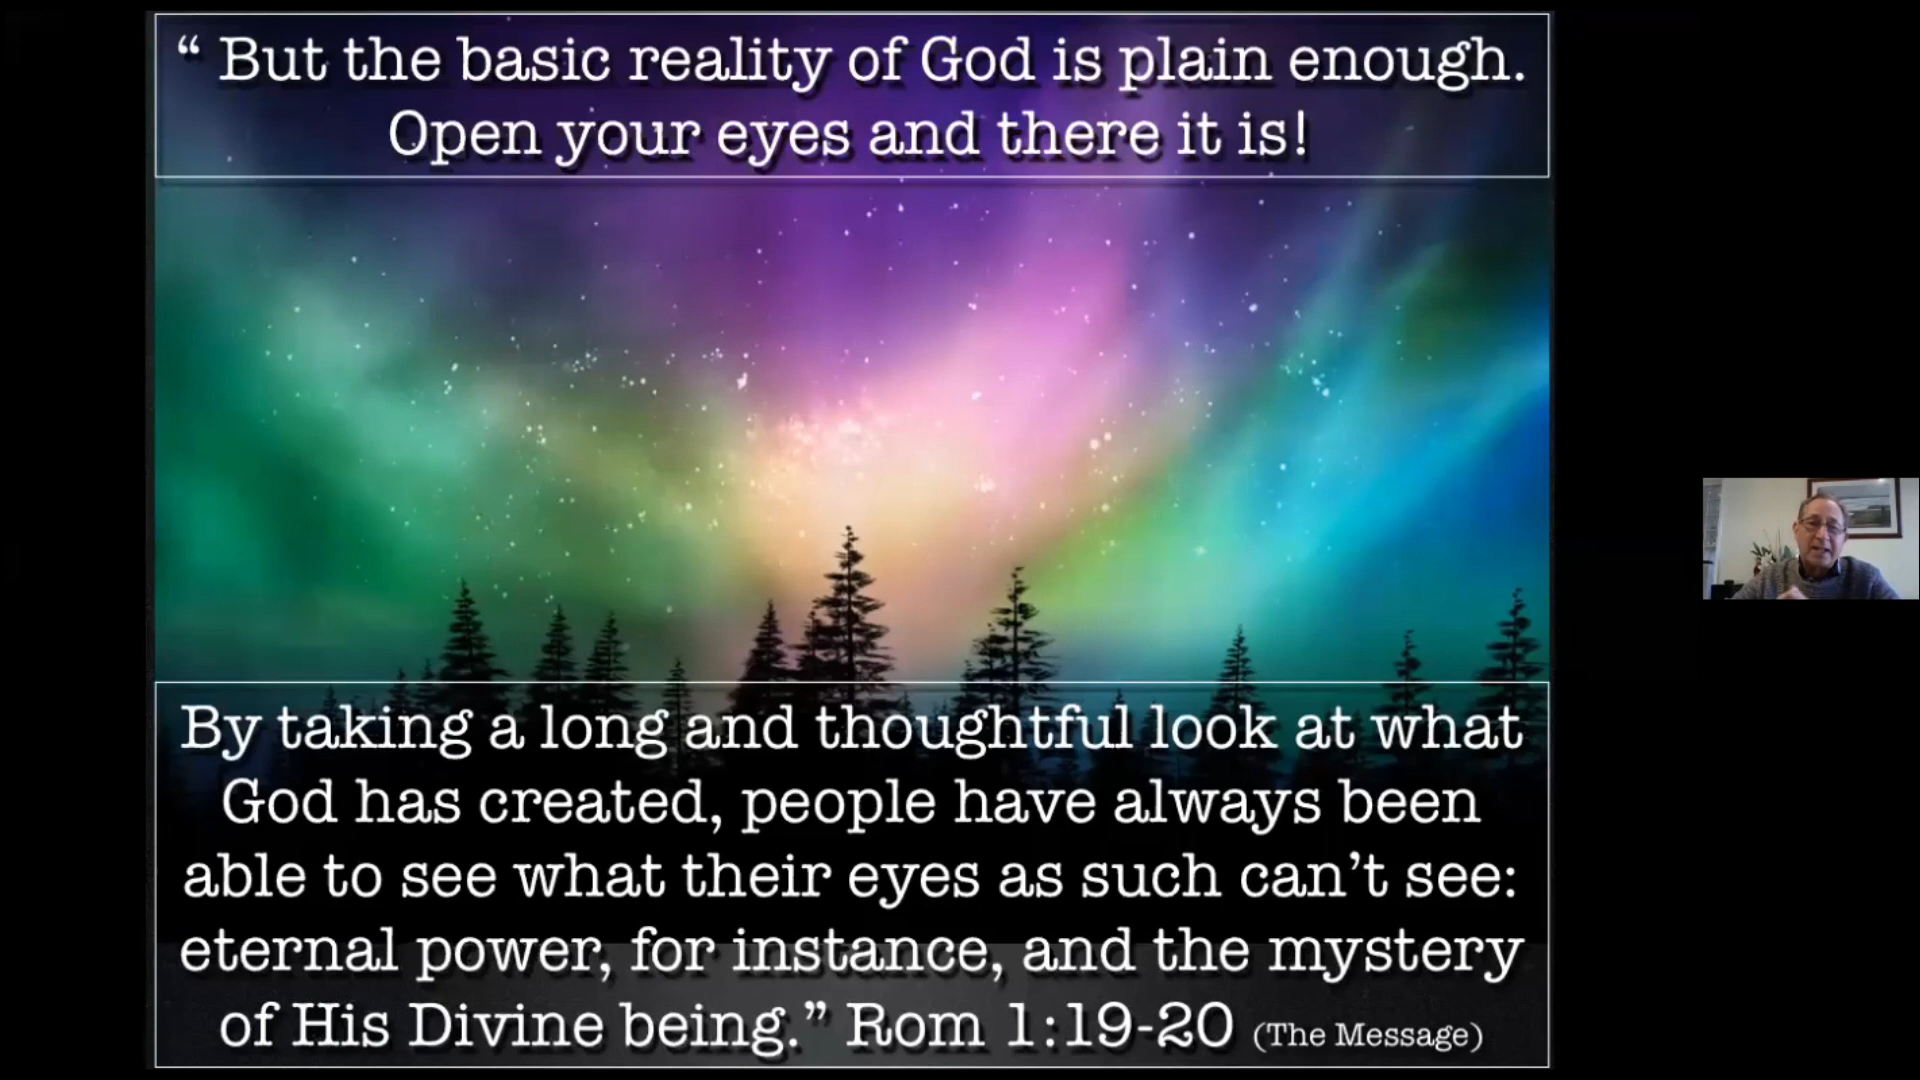 “ But the basic reality of God is plain enough.
Open your eyes and there it is!
By taking a long and thoughtful look at what
God has created, people have always been
able to see what their eyes as such can’t see:
eternal power, for instance, and the mystery
of His Divine being.” Rom 1:19-20 (The Message)